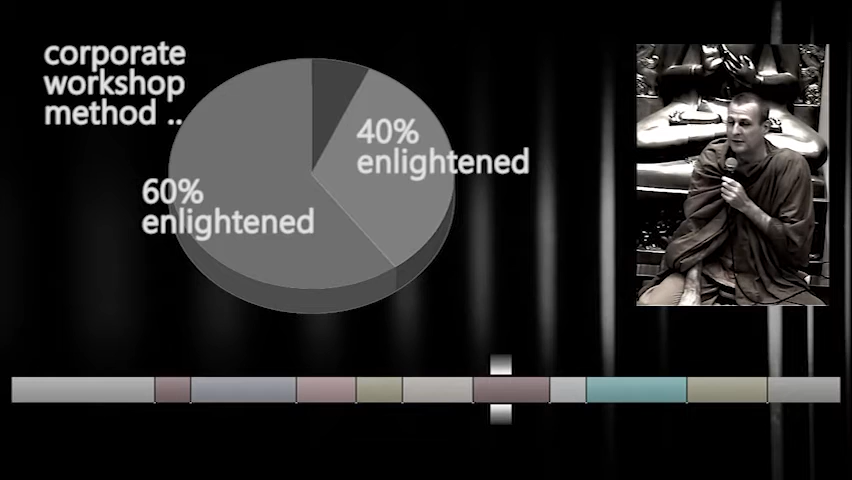 corporate
workshop
method ..
40%
enlightened
60%
enlightened